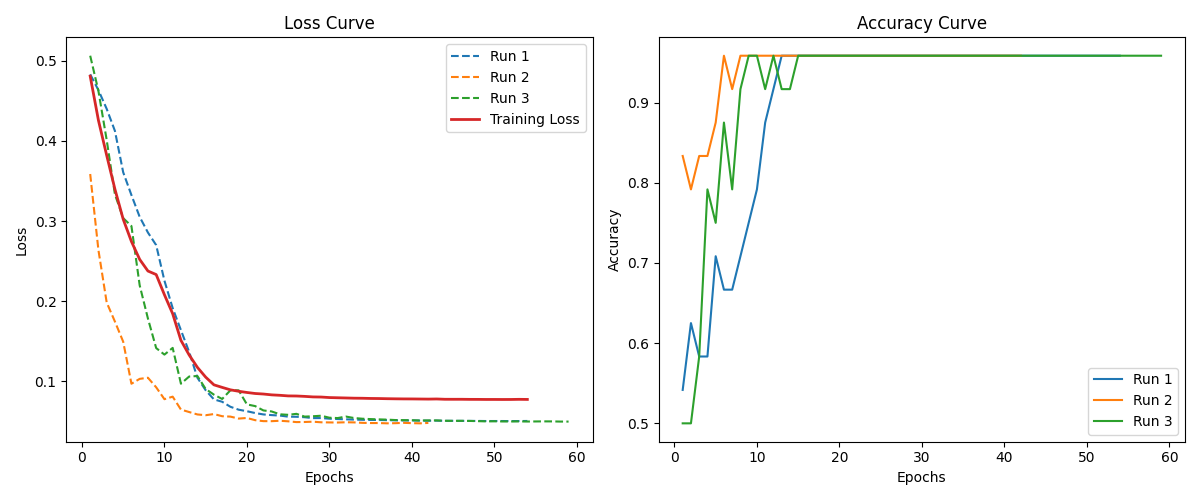 Loss Curve
Loss
0.5
0.4
0.3
0.2
0.1
0 10 20 30 40 50 60
Epochs
Run 1
Run 2
Run 3
Training Loss
Accuracy Curve
Accuracy
0.9
0.8
0.7
0.6
0.5
0 10 20 30 40 50 60
Epochs
Run 1
Run 2
Run 3